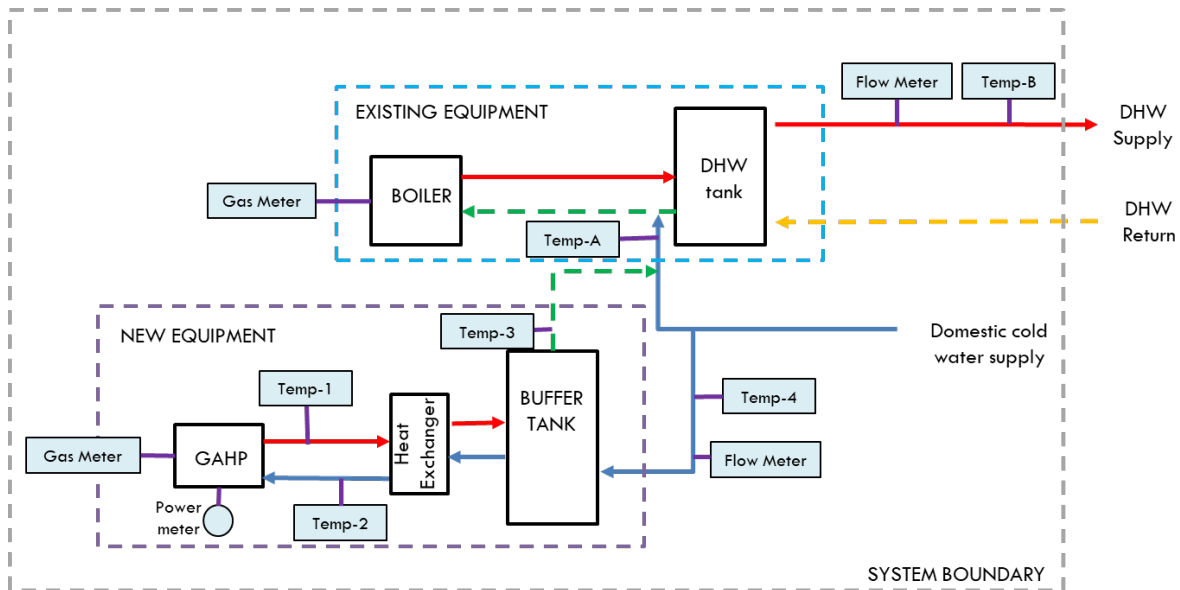 Flow Meter
Temp-B
EXISTING EQUIPMENT
DHW
Supply
BOILER
DHW
tank
Gas Meter
DHW
Return
Temp-A
NEW EQUIPMENT
Temp-3
Domestic cold
water supply
Temp-1
BUFFER
TANK
Temp-4
Heat
Exchanger
Gas Meter
GAHP
Flow Meter
Power
meter
Temp-2
SYSTEM BOUNDARY